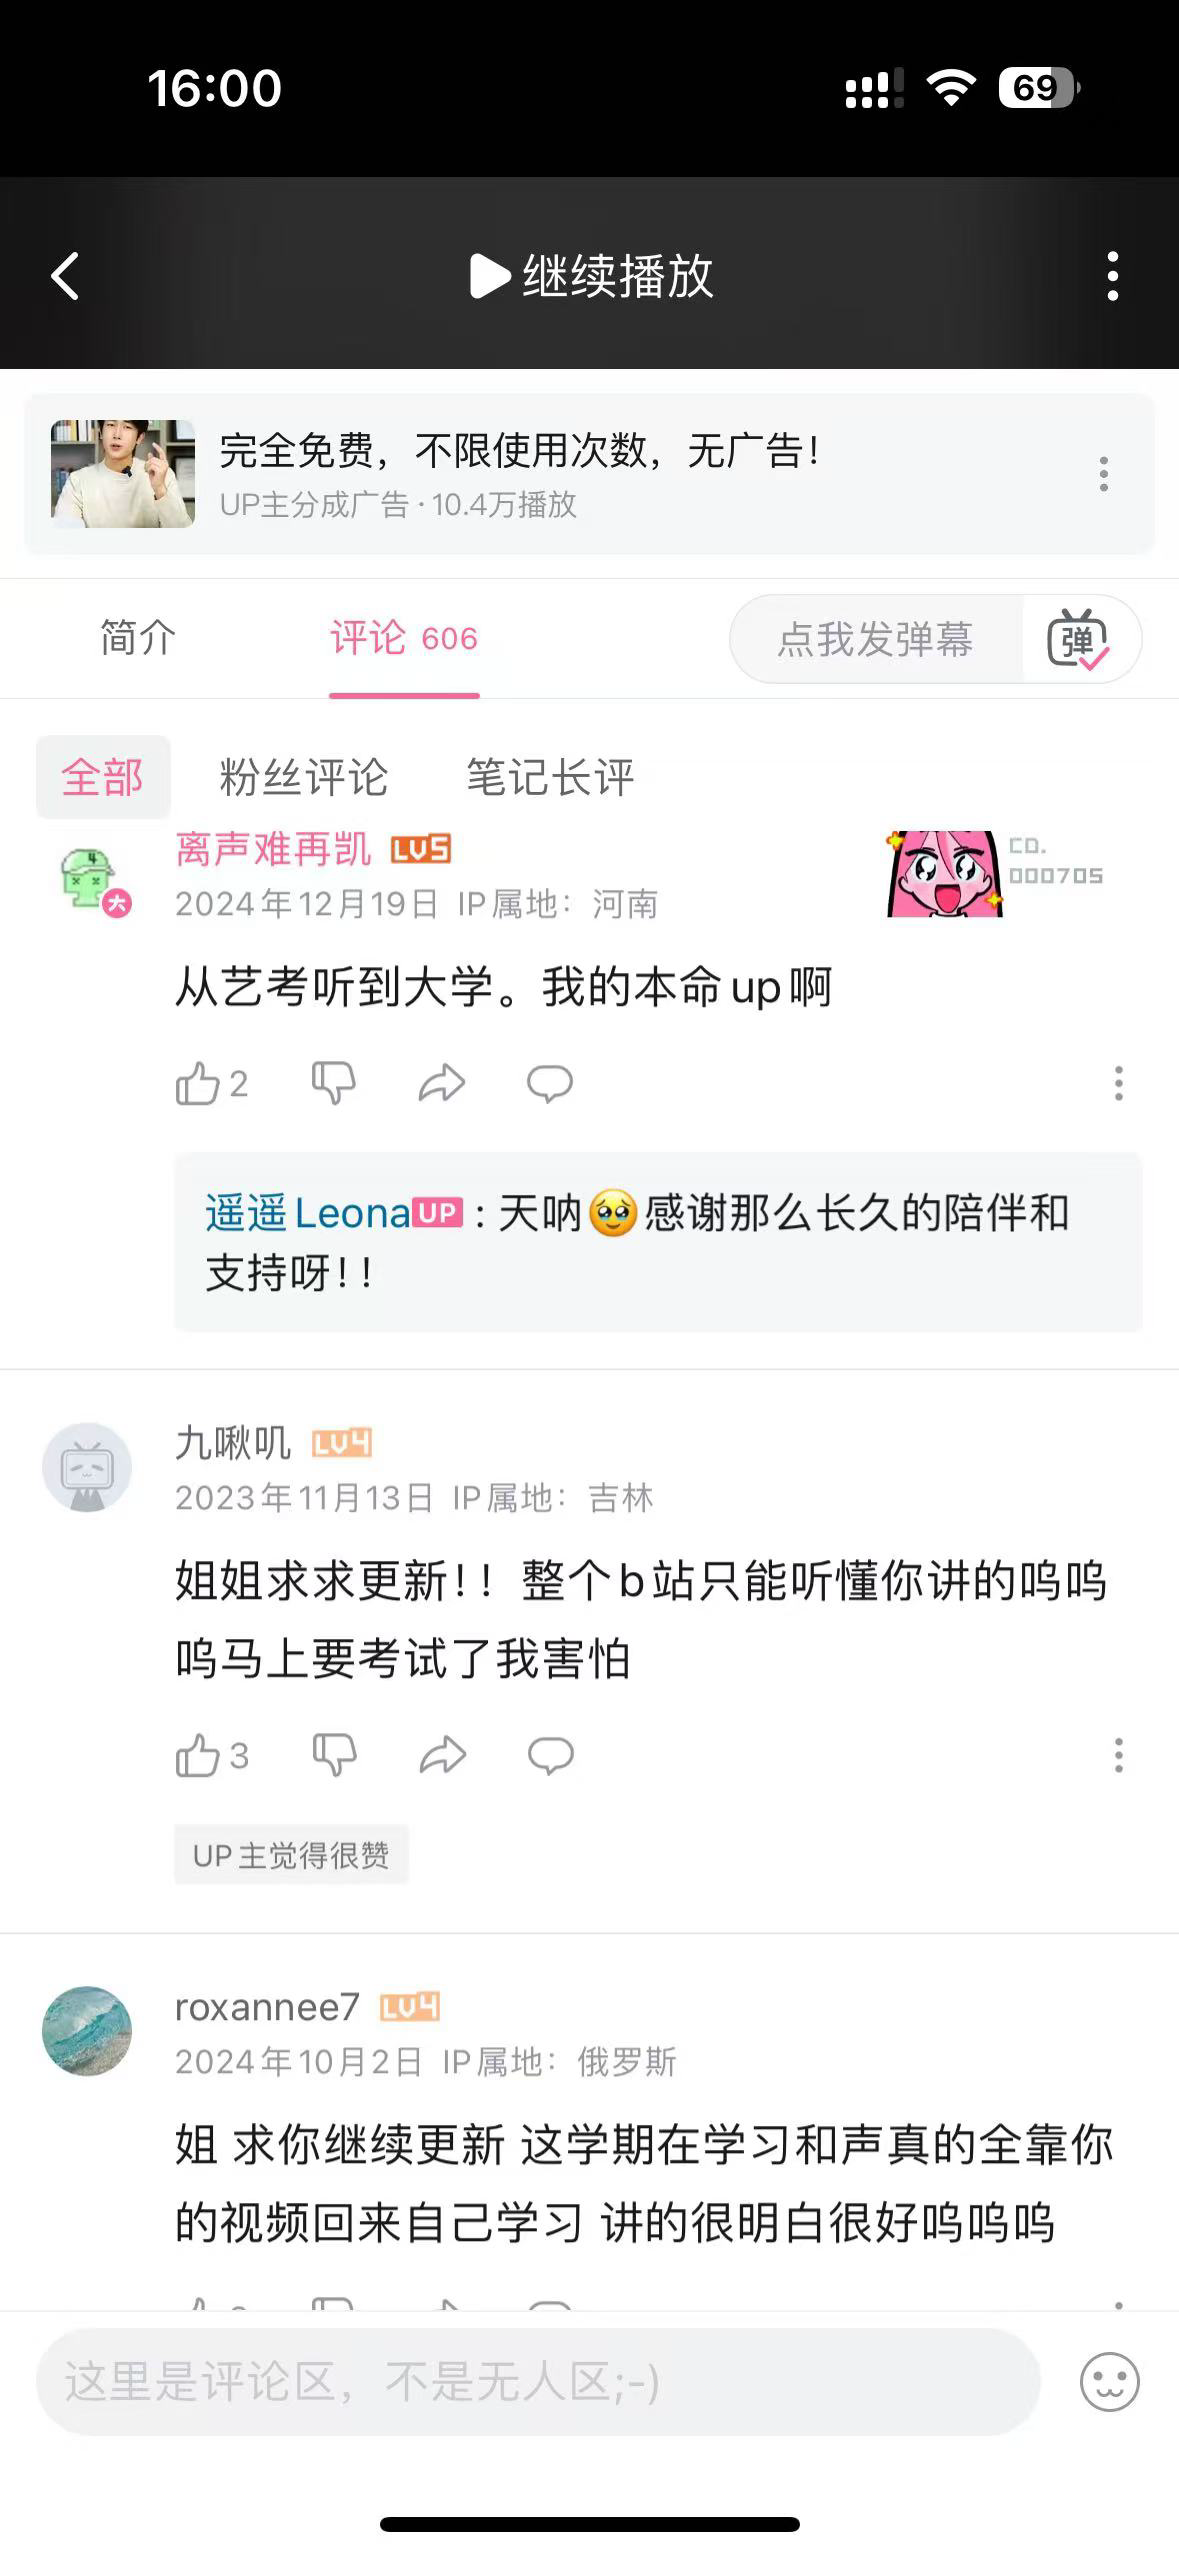 16:00
69
继续播放
完全免费，不限使用次数，无广告！
UP主分成广告·10.4万播放
简介
评论 606
点我发弹幕
弹
全部
粉丝评论
笔记长评
离声难再凯 LV5
CD.
000705
2024年12月19日 IP属地：河南
大
从艺考听到大学。我的本命up啊
2
遥遥LeonaUP：天呐🥹感谢那么长久的陪伴和
支持呀！！
九啾叽 LV4
2023年11月13日 IP属地：吉林
姐姐求求更新！！整个b站只能听懂你讲的呜呜
呜马上要考试了我害怕
3
UP主觉得很赞
roxannee7 LV4
2024年10月2日 IP属地：俄罗斯
姐 求你继续更新 这学期在学习和声真的全靠你
的视频回来自己学习 讲的很明白很好呜呜呜
这里是评论区，不是无人区;-)